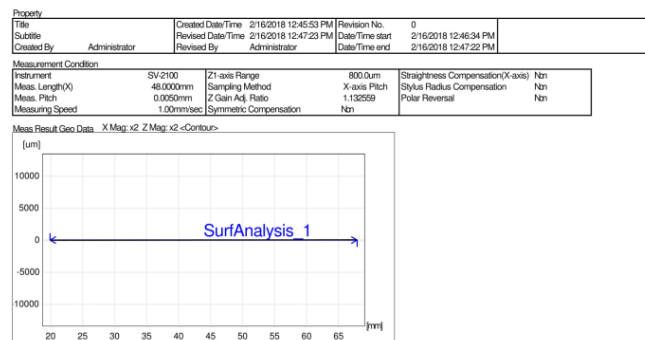 Property
Title Created Date/Time 2/16/2018 12:45:53 PM Revision No. 0
Subtitle Revised Date/Time 2/16/2018 12:47:23 PM Date/Time start 2/16/2018 12:46:34 PM
Created By Administrator Revised By Administrator Date/Time end 2/16/2018 12:47:22 PM
Measurement Condition
Instrument SV-2100 Z1-axis Range 800.0um Straightness Compensation(X-axis) Non
Meas. Length(X) 48.0000mm Sampling Method X-axis Pitch Stylus Radius Compensation Non
Meas. Pitch 0.0050mm Z Gain Adj. Ratio 1.132559 Polar Reversal Non
Measuring Speed 1.00mm/sec Symmetric Compensation Non
Meas Result Geo Data X Mag: x2 Z Mag: x2 <Contour>
[um]
10000
5000
SurfAnalysis_1
0
-5000
-10000
[mm]
20 25 30 35 40 45 50 55 60 65